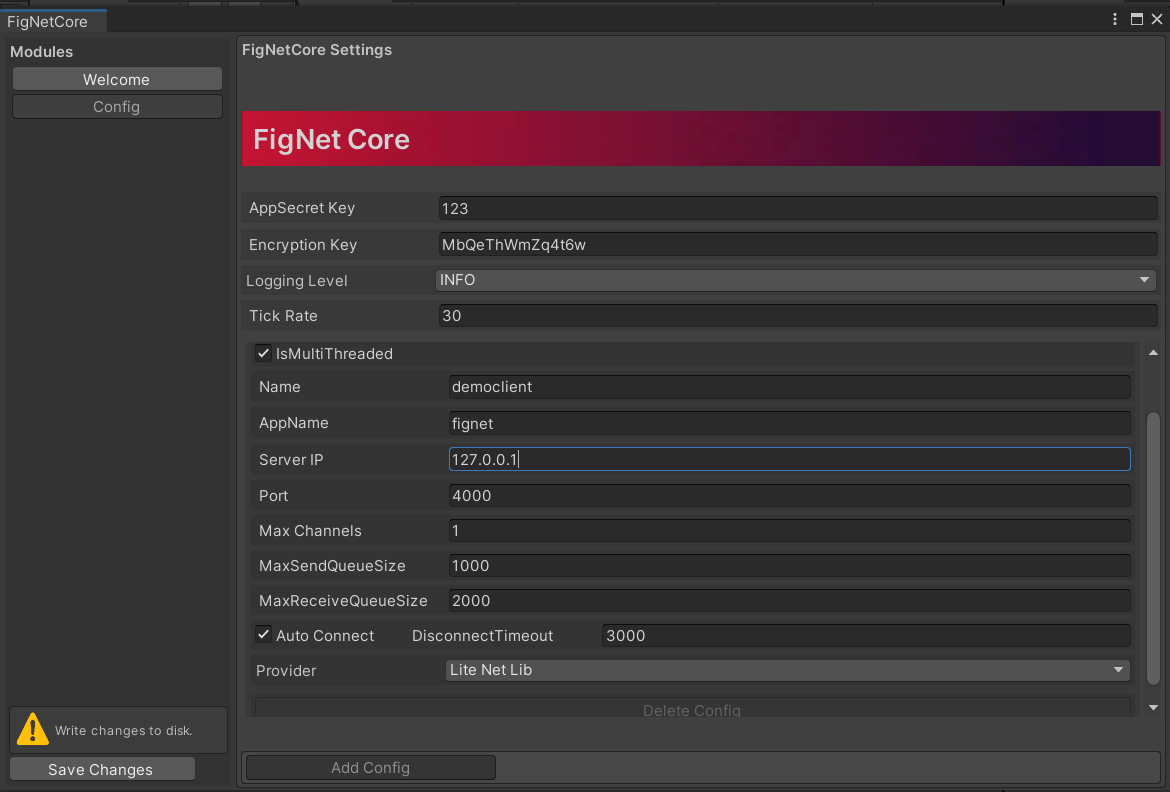 FigNetCore
Modules
Welcome
Config
Write changes to disk.
Save Changes
FigNetCore Settings
FigNet Core
AppSecret Key 123
Encryption Key MbQeThWmZq4t6w
Logging Level INFO
Tick Rate 30
IsMultiThreaded
Name democlient
AppName fignet
Server IP 127.0.0.1
Port 4000
Max Channels 1
MaxSendQueueSize 1000
MaxReceiveQueueSize 2000
Auto Connect DisconnectTimeout 3000
Provider Lite Net Lib
Delete Config
Add Config